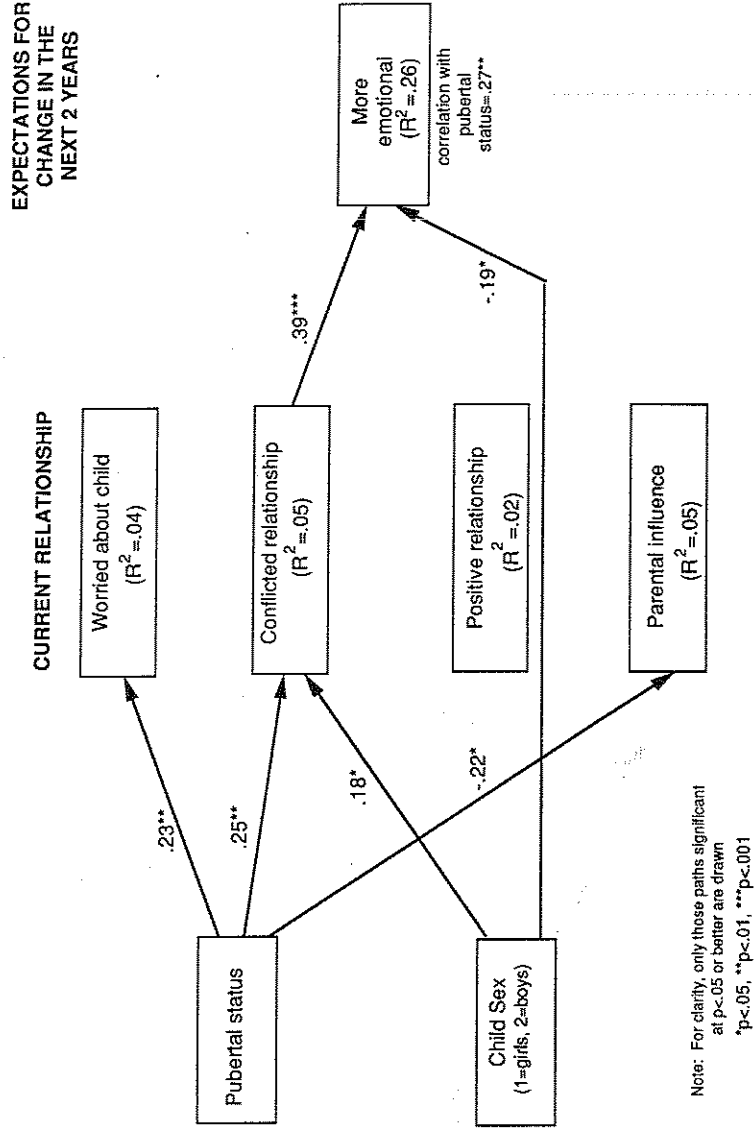 EXPECTATIONS FOR
CHANGE IN THE
NEXT 2 YEARS
CURRENT RELATIONSHIP
Worried about child
(R² =.04)
Conflicted relationship
(R² =.05)
Positive relationship
(R² =.02)
Parental influence
(R² =.05)
More
emotional
(R² =.26)
correlation with
pubertal
status=.27**
Pubertal status
Child Sex
(1=girls, 2=boys)
.23**
.25**
.18*
-.22*
.39***
-.19*
Note: For clarity, only those paths significant
at p<.05 or better are drawn
*p<.05, **p<.01, ***p<.001